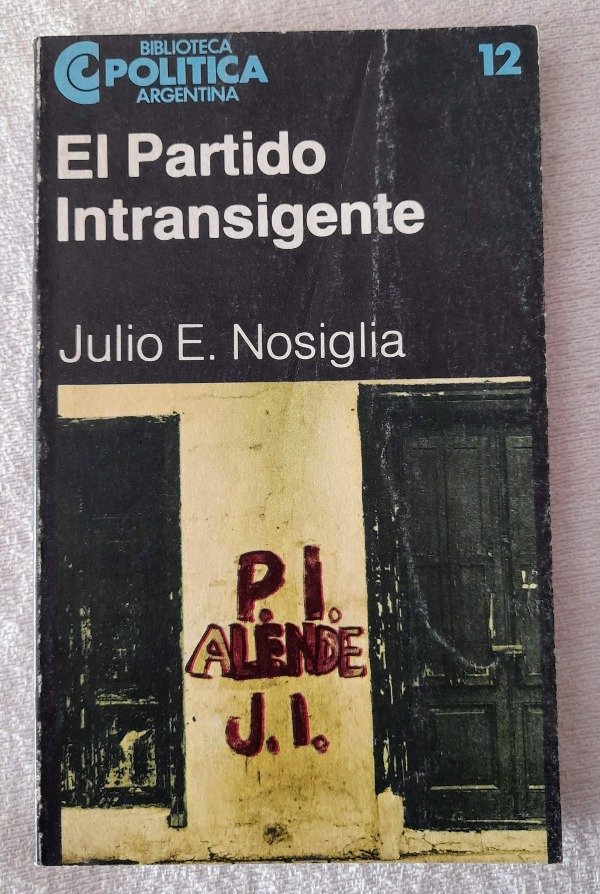 BIBLIOTECA
POLITICA
ARGENTINA
12
El Partido
Intransigente
Julio E. Nosiglia
P.I.
ALENDE
J.I.